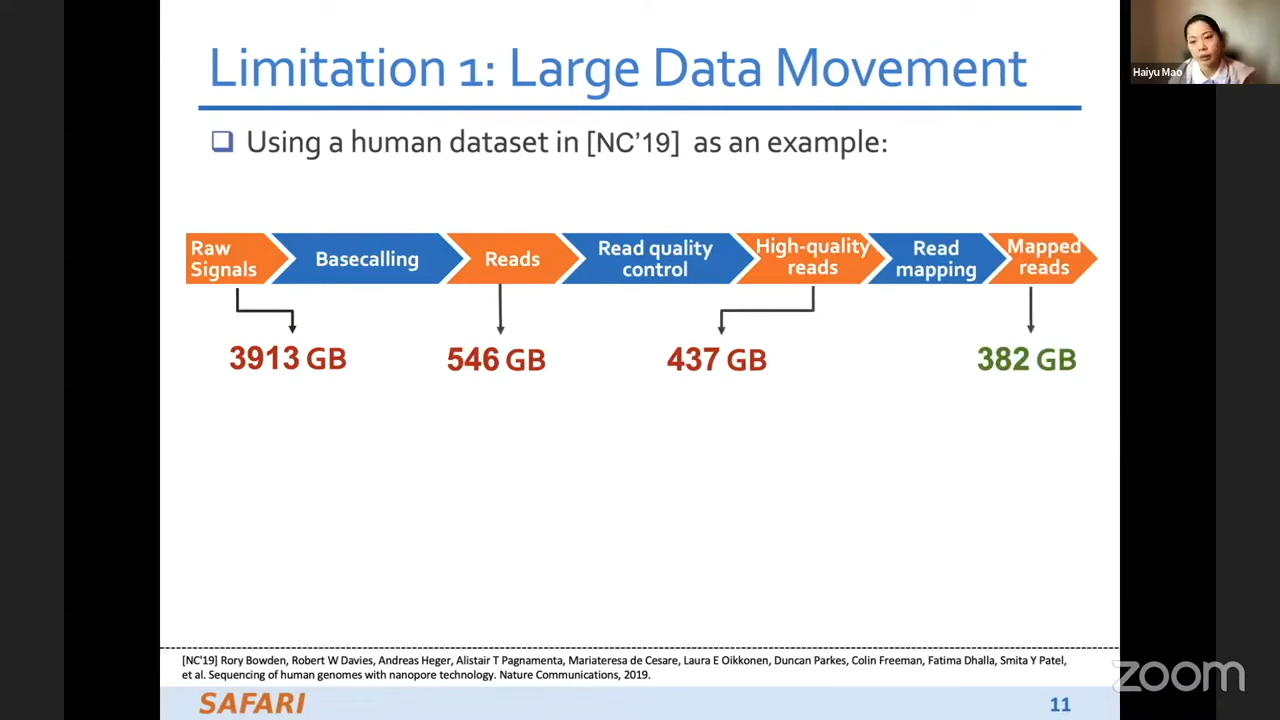 Limitation 1: Large Data Movement
Haiyu Mao
❑ Using a human dataset in [NC’19] as an example:
Raw
Signals
Basecalling
Reads
Read quality
control
High-quality
reads
Read
mapping
Mapped
reads
3913 GB
546 GB
437 GB
382 GB
[NC'19] Rory Bowden, Robert W Davies, Andreas Heger, Alistair T Pagnamenta, Mariateresa de Cesare, Laura E Oikkonen, Duncan Parkes, Colin Freeman, Fatima Dhalla, Smita Y Patel,
et al. Sequencing of human genomes with nanopore technology. Nature Communications, 2019.
SAFARI
11
zoom